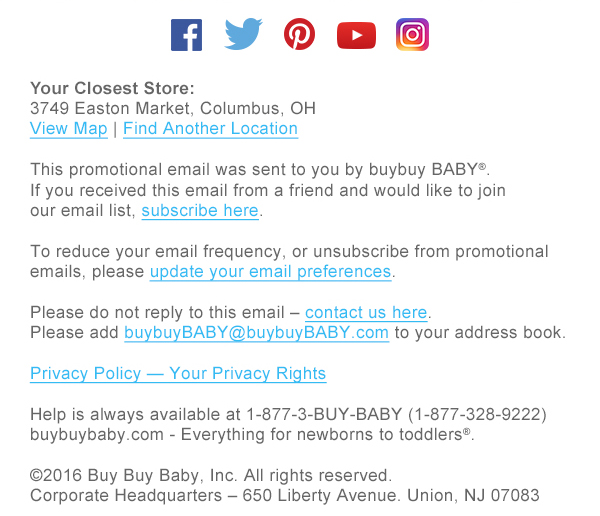 Your Closest Store:
3749 Easton Market, Columbus, OH
View Map | Find Another Location
This promotional email was sent to you by buybuy BABY®.
If you received this email from a friend and would like to join
our email list, subscribe here.
To reduce your email frequency, or unsubscribe from promotional
emails, please update your email preferences.
Please do not reply to this email – contact us here.
Please add buybuyBABY@buybuyBABY.com to your address book.
Privacy Policy — Your Privacy Rights
Help is always available at 1-877-3-BUY-BABY (1-877-328-9222)
buybuybaby.com - Everything for newborns to toddlers®.
©2016 Buy Buy Baby, Inc. All rights reserved.
Corporate Headquarters – 650 Liberty Avenue. Union, NJ 07083